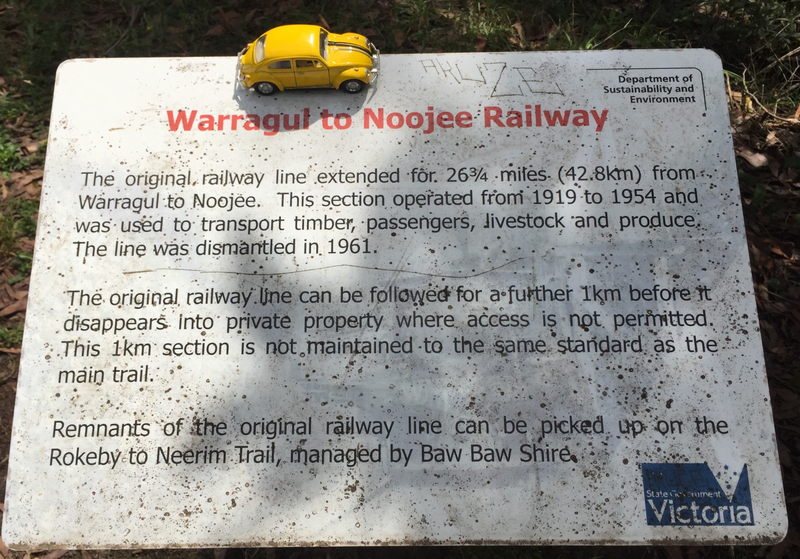 Department of
Sustainability and
Environment
Warragul to Noojee Railway
The original railway line extended for 26¾ miles (42.8km) from
Warragul to Noojee. This section operated from 1919 to 1954 and
was used to transport timber, passengers, livestock and produce.
The line was dismantled in 1961.
The original railway line can be followed for a further 1km before it
disappears into private property where access is not permitted.
This 1km section is not maintained to the same standard as the
main trail.
Remnants of the original railway line can be picked up on the
Rokeby to Neerim Trail, managed by Baw Baw Shire.
State Government
Victoria